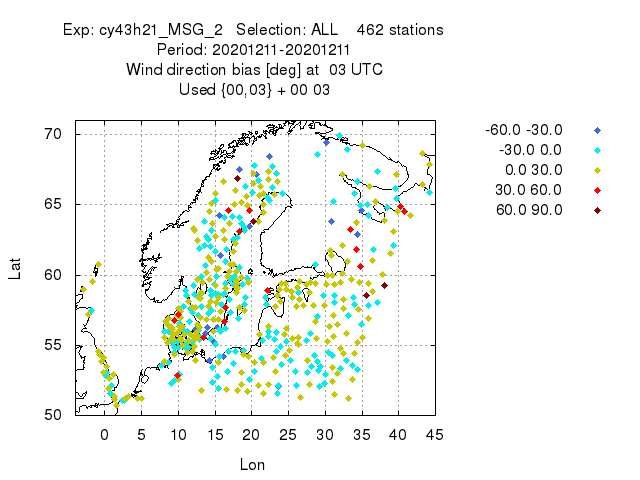 Exp: cy43h21_MSG_2   Selection: ALL    462 stations
Period: 20201211-20201211
Wind direction bias [deg] at  03 UTC
Used {00,03} + 00 03
-60.0 -30.0
-30.0 0.0
0.0 30.0
30.0 60.0
60.0 90.0
70
65
60
55
50
Lat
0 5 10 15 20 25 30 35 40 45
Lon